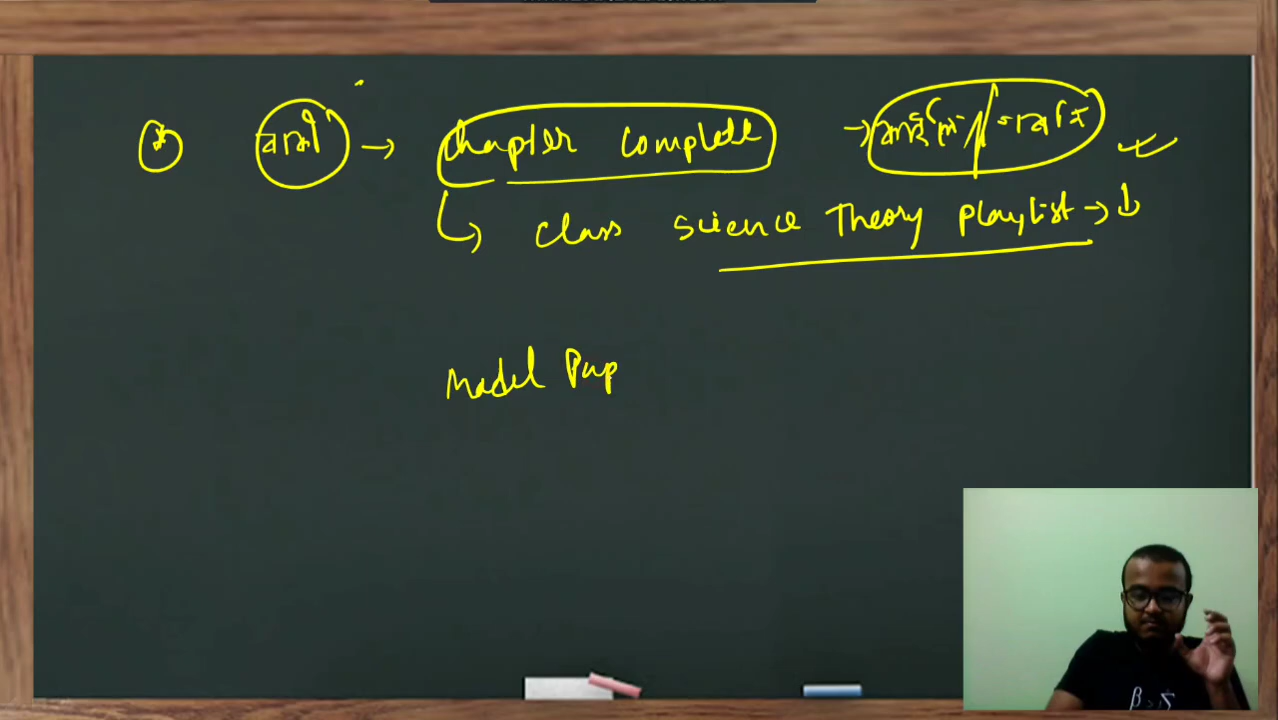 chapter complete
↳ class science Theory playlist → ↓
Model Pap